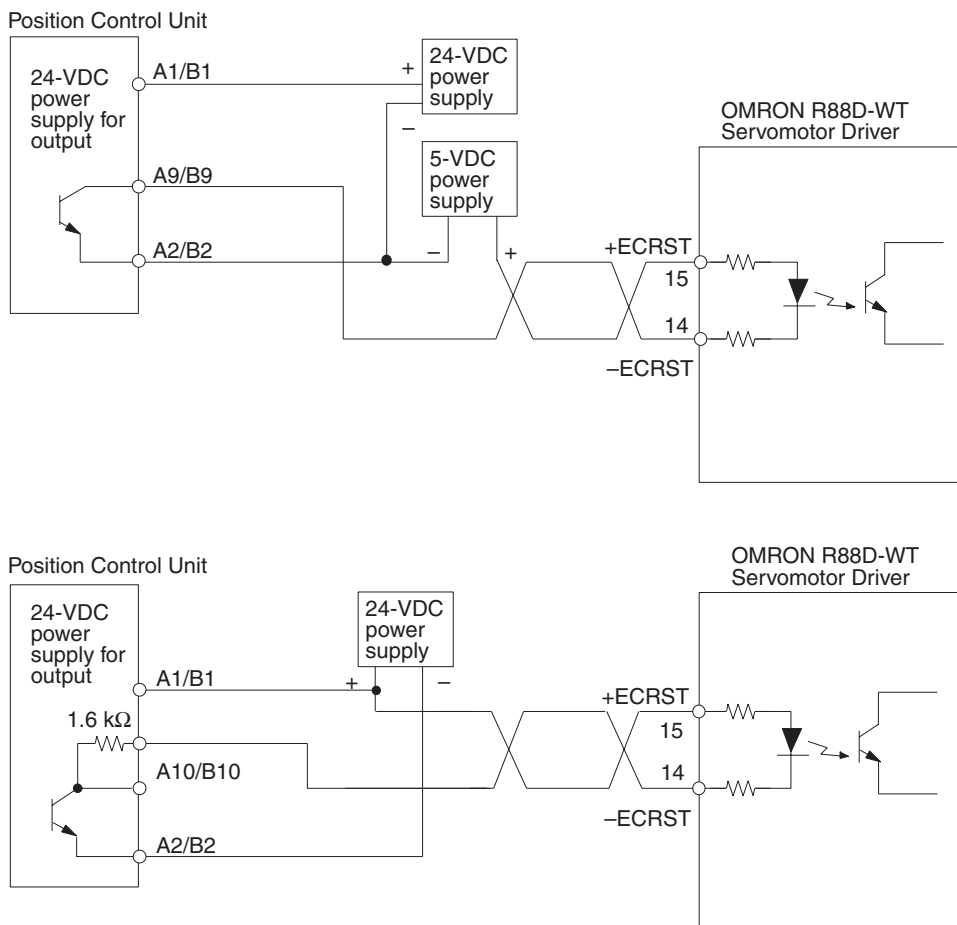 Position Control Unit
24-VDC
power
supply for
output
A1/B1
+
24-VDC
power
supply
–
A9/B9
5-VDC
power
supply
A2/B2
–
+
OMRON R88D-WT
Servomotor Driver
+ECRST
15
14
–ECRST
Position Control Unit
24-VDC
power
supply for
output
24-VDC
power
supply
A1/B1
+
–
1.6 kΩ
A10/B10
A2/B2
OMRON R88D-WT
Servomotor Driver
+ECRST
15
14
–ECRST